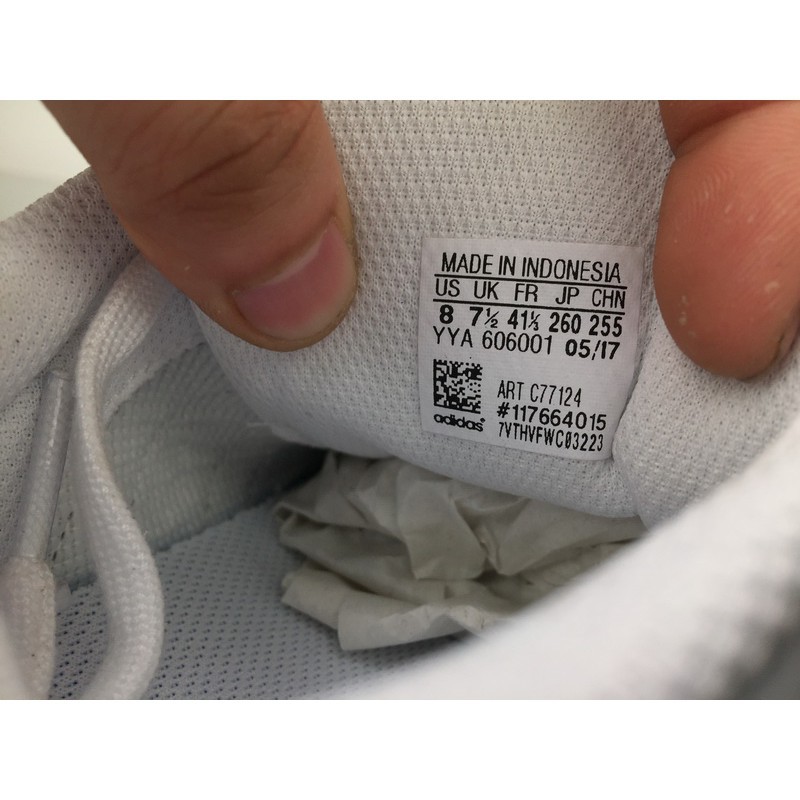 MADE IN INDONESIA
US UK FR JP CHN
8 7½ 41⅓ 260 255
YYA 606001 05/17
ART C77124
#117664015
adidas
7VTHVFWC03223